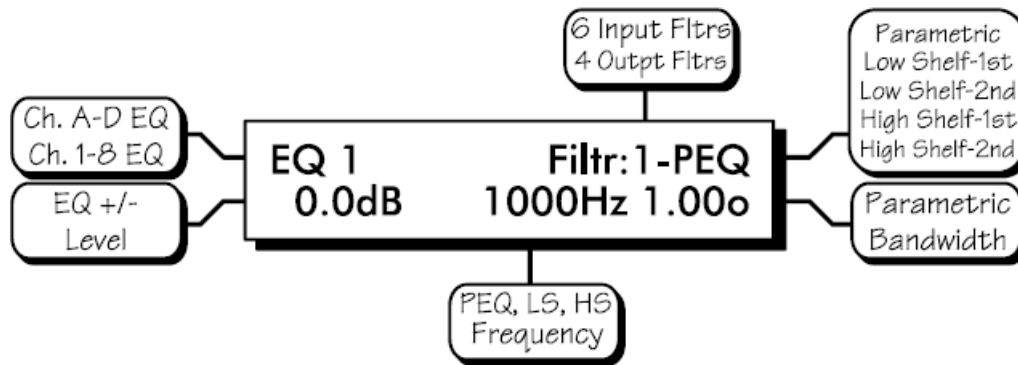 6 Input Fltrs
4 Outpt Fltrs
Parametric
Low Shelf-1st
Low Shelf-2nd
High Shelf-1st
High Shelf-2nd
Ch. A-D EQ
Ch. 1-8 EQ
EQ 1 Filtr:1-PEQ
0.0dB 1000Hz 1.00o
EQ +/-
Level
Parametric
Bandwidth
PEQ, LS, HS
Frequency